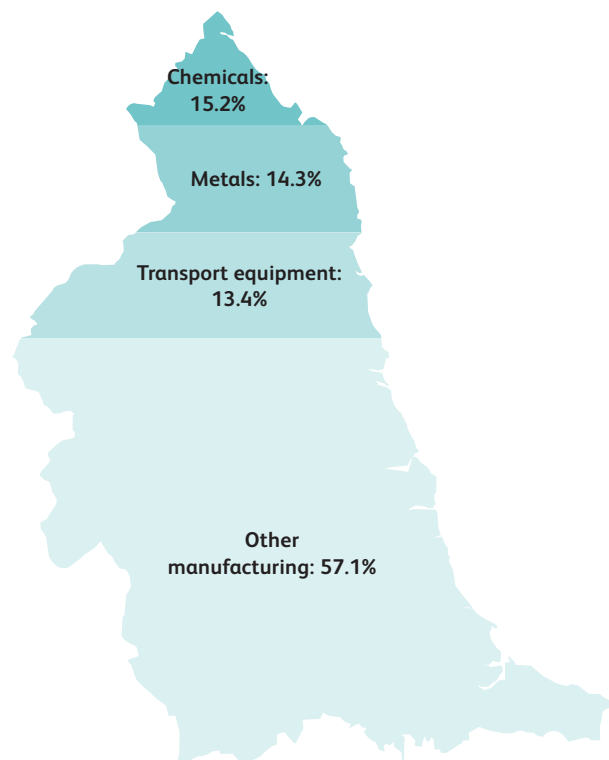 Chemicals:
15.2%
Metals: 14.3%
Transport equipment:
13.4%
Other
manufacturing: 57.1%